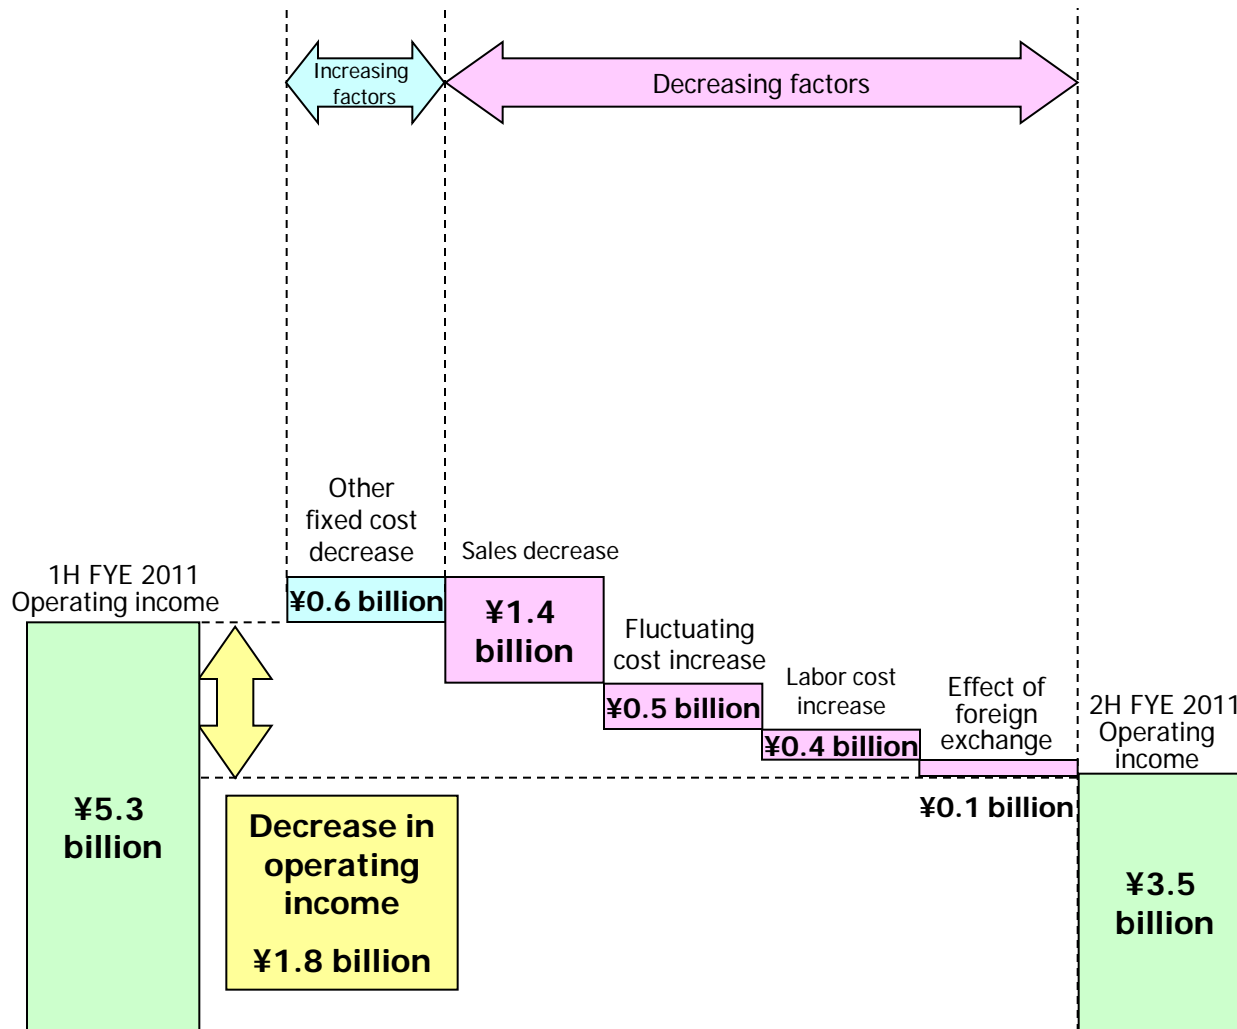 Increasing
factors
Decreasing factors
Other
fixed cost
decrease
Sales decrease
1H FYE 2011
Operating income
¥0.6 billion
¥1.4
billion
Fluctuating
cost increase
¥0.5 billion
Labor cost
increase
¥0.4 billion
Effect of
foreign
exchange
¥0.1 billion
2H FYE 2011
Operating
income
¥5.3
billion
Decrease in
operating
income
¥1.8 billion
¥3.5
billion